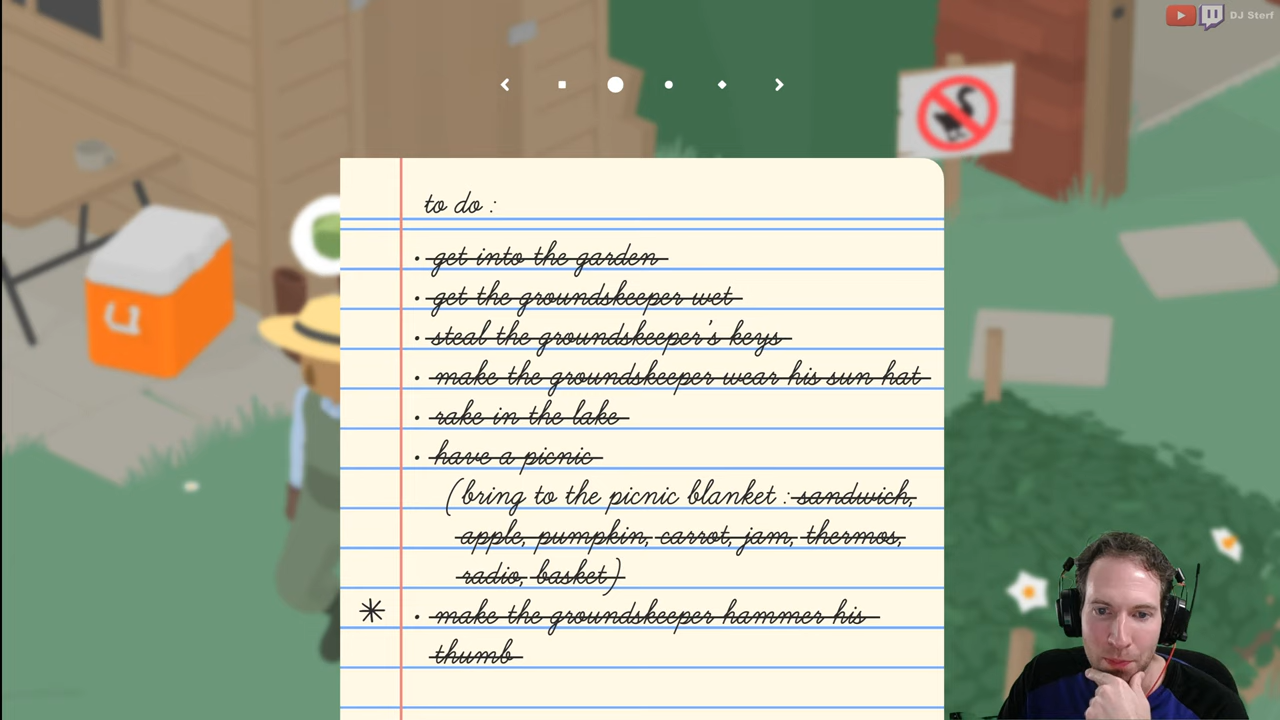 DJ Sterf
to do :
• get into the garden
• get the groundskeeper wet
• steal the groundskeeper's keys
• make the groundskeeper wear his sun hat
• rake in the lake
• have a picnic
(bring to the picnic blanket : sandwich,
apple, pumpkin, carrot, jam, thermos,
radio, basket)
• make the groundskeeper hammer his
thumb